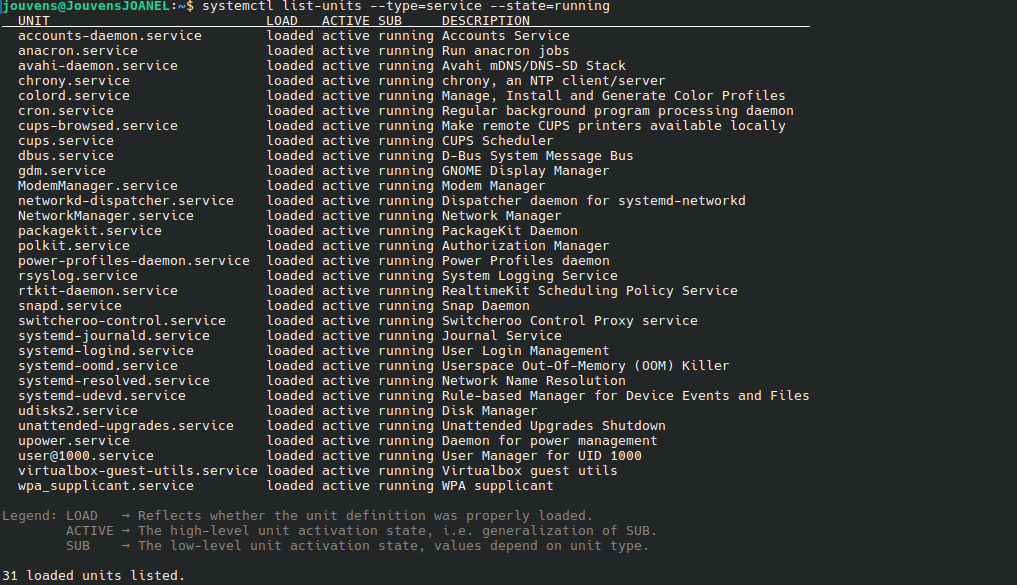 jouvens@JouvensJOANEL:~$ systemctl list-units --type=service --state=running
  UNIT                           LOAD   ACTIVE SUB     DESCRIPTION
  accounts-daemon.service        loaded active running Accounts Service
  anacron.service                loaded active running Run anacron jobs
  avahi-daemon.service           loaded active running Avahi mDNS/DNS-SD Stack
  chrony.service                 loaded active running chrony, an NTP client/server
  colord.service                 loaded active running Manage, Install and Generate Color Profiles
  cron.service                   loaded active running Regular background program processing daemon
  cups-browsed.service           loaded active running Make remote CUPS printers available locally
  cups.service                   loaded active running CUPS Scheduler
  dbus.service                   loaded active running D-Bus System Message Bus
  gdm.service                    loaded active running GNOME Display Manager
  ModemManager.service           loaded active running Modem Manager
  networkd-dispatcher.service    loaded active running Dispatcher daemon for systemd-networkd
  NetworkManager.service         loaded active running Network Manager
  packagekit.service             loaded active running PackageKit Daemon
  polkit.service                 loaded active running Authorization Manager
  power-profiles-daemon.service  loaded active running Power Profiles daemon
  rsyslog.service                loaded active running System Logging Service
  rtkit-daemon.service           loaded active running RealtimeKit Scheduling Policy Service
  snapd.service                  loaded active running Snap Daemon
  switcheroo-control.service     loaded active running Switcheroo Control Proxy service
  systemd-journald.service       loaded active running Journal Service
  systemd-logind.service         loaded active running User Login Management
  systemd-oomd.service           loaded active running Userspace Out-Of-Memory (OOM) Killer
  systemd-resolved.service       loaded active running Network Name Resolution
  systemd-udevd.service          loaded active running Rule-based Manager for Device Events and Files
  udisks2.service                loaded active running Disk Manager
  unattended-upgrades.service    loaded active running Unattended Upgrades Shutdown
  upower.service                 loaded active running Daemon for power management
  user@1000.service              loaded active running User Manager for UID 1000
  virtualbox-guest-utils.service loaded active running Virtualbox guest utils
  wpa_supplicant.service         loaded active running WPA supplicant

Legend: LOAD   → Reflects whether the unit definition was properly loaded.
        ACTIVE → The high-level unit activation state, i.e. generalization of SUB.
        SUB    → The low-level unit activation state, values depend on unit type.

31 loaded units listed.